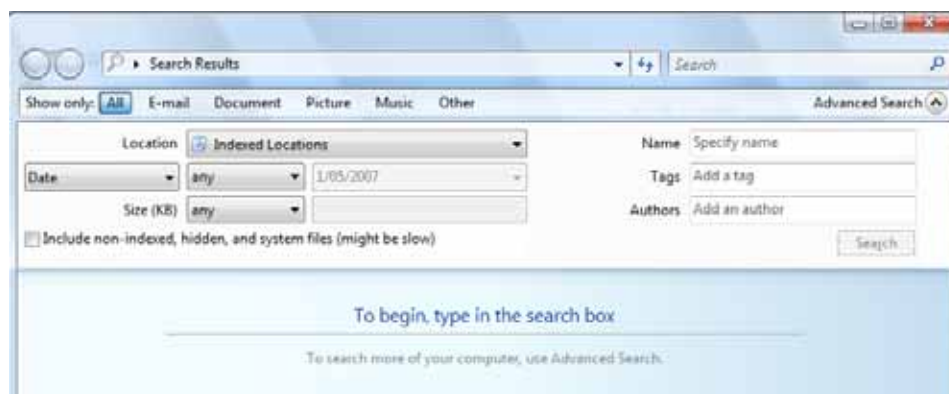 Search Results Search
Show only: All E-mail Document Picture Music Other Advanced Search
Location Indexed Locations Name Specify name
Date any 1/05/2007 Tags Add a tag
Size (KB) any Authors Add an author
Include non-indexed, hidden, and system files (might be slow) Search
To begin, type in the search box
To search more of your computer, use Advanced Search.